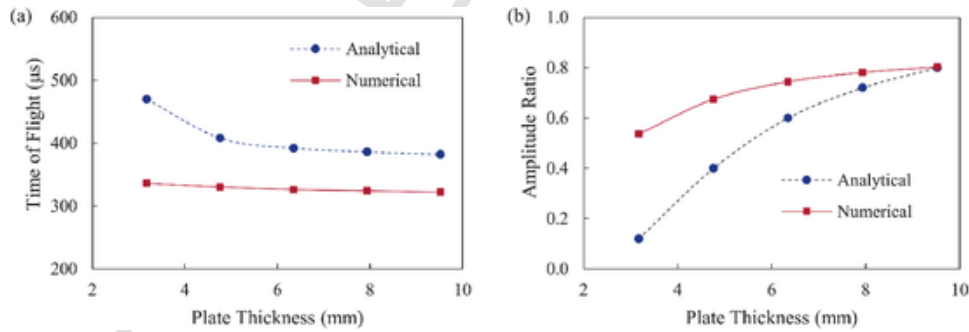 (a)
600
500
400
300
200
Time of Flight (μs)
Analytical
Numerical
2 4 6 8 10
Plate Thickness (mm)
(b)
1.0
0.8
0.6
0.4
0.2
0.0
Amplitude Ratio
Analytical
Numerical
2 4 6 8 10
Plate Thickness (mm)